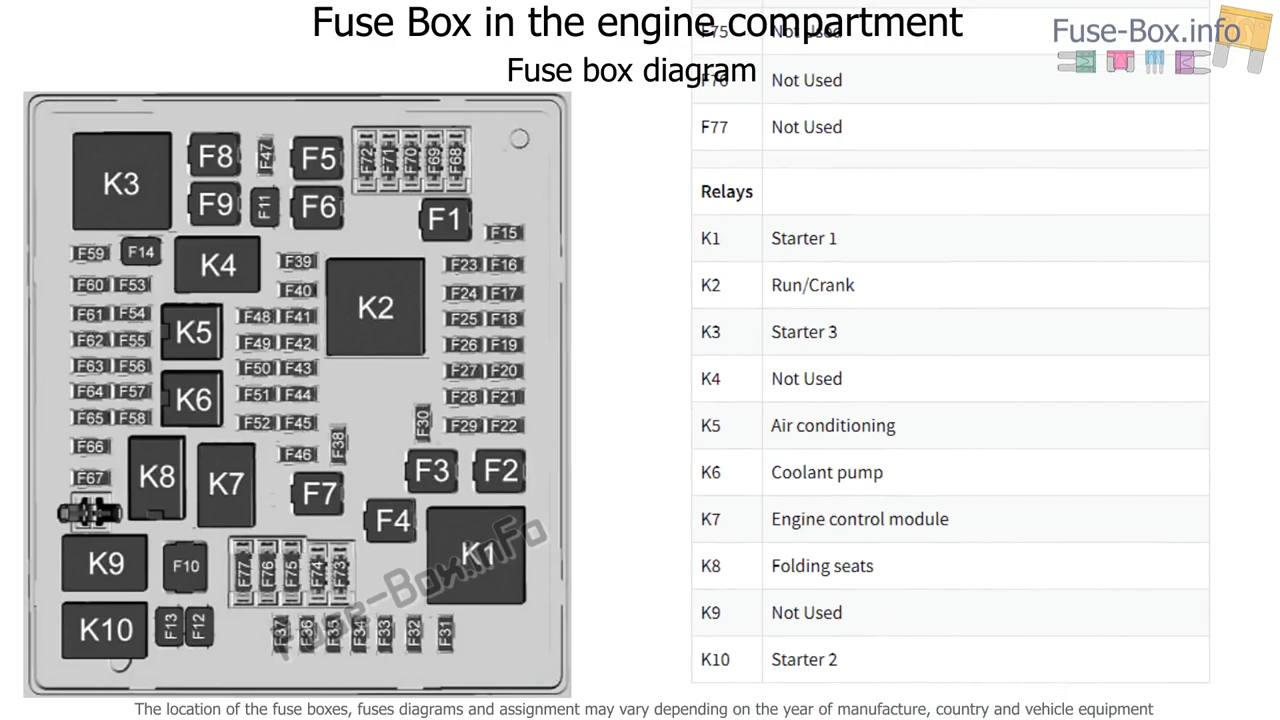 Fuse Box in the engine compartment
Fuse box diagram
Fuse-Box.info
F75 Not Used
F76 Not Used
F77 Not Used
Relays
K1 Starter 1
K2 Run/Crank
K3 Starter 3
K4 Not Used
K5 Air conditioning
K6 Coolant pump
K7 Engine control module
K8 Folding seats
K9 Not Used
K10 Starter 2
K3 F8 F47 F5 F72 F71 F70 F69 F68
F9 F11 F6 F1
F15
F59 F14 K4 F39 F23 F16
F60 F53 F40 K2 F24 F17
F61 F54 K5 F48 F41 F25 F18
F62 F55 F49 F42 F26 F19
F63 F56 F50 F43 F27 F20
F64 F57 K6 F51 F44 F28 F21
F65 F58 F52 F45 F30 F29 F22
F66 F46 F38
F67 K8 K7 F7 F3 F2
F4 K1
K9 F10 F77 F76 F75 F74 F73
K10 F13 F12 F37 F36 F35 F34 F33 F32 F31
Fuse-Box.inFo
The location of the fuse boxes, fuses diagrams and assignment may vary depending on the year of manufacture, country and vehicle equipment